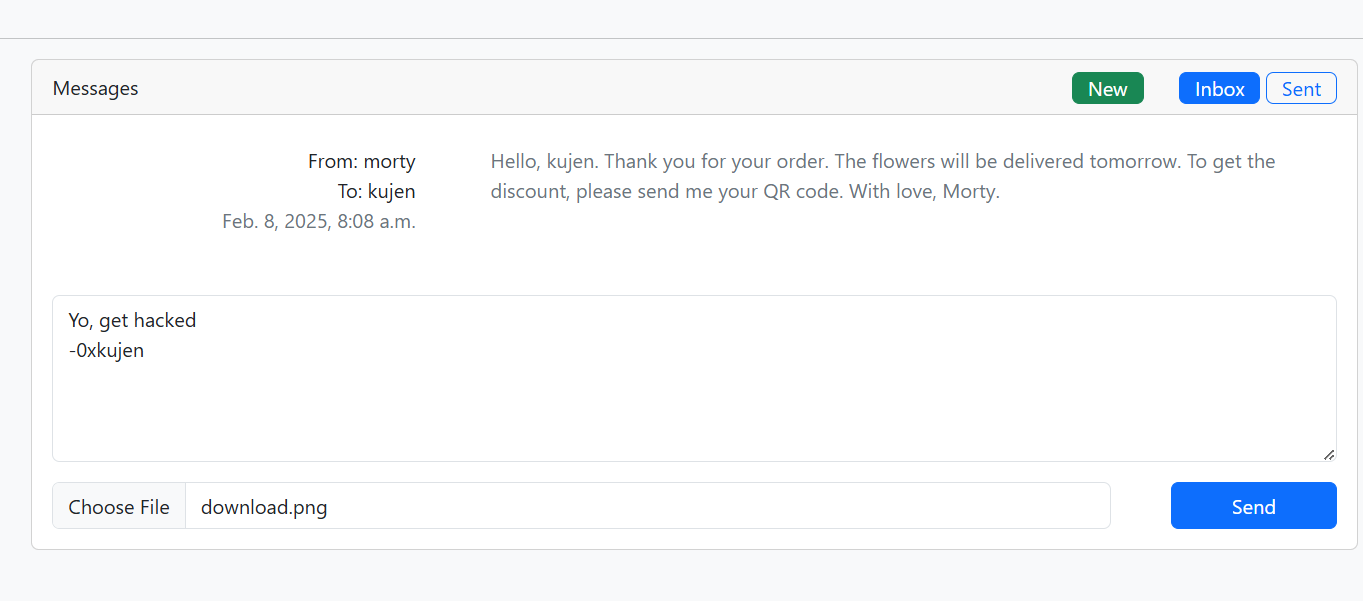 Messages
New
Inbox
Sent
From: morty
To: kujen
Feb. 8, 2025, 8:08 a.m.
Hello, kujen. Thank you for your order. The flowers will be delivered tomorrow. To get the
discount, please send me your QR code. With love, Morty.
Yo, get hacked
-0xkujen
Choose File
download.png
Send